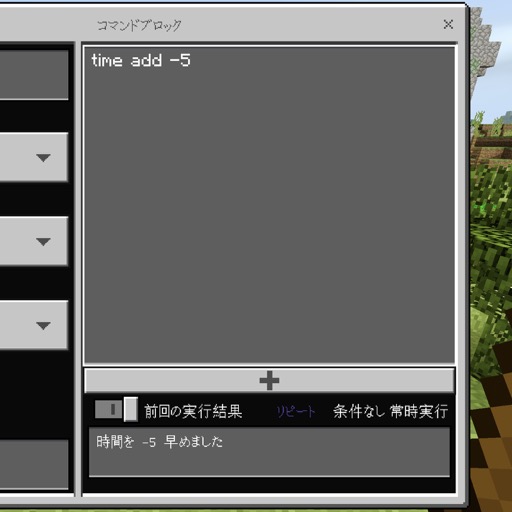 コマンドブロック
time add -5
前回の実行結果 リピート 条件なし 常時実行
時間を -5 早めました